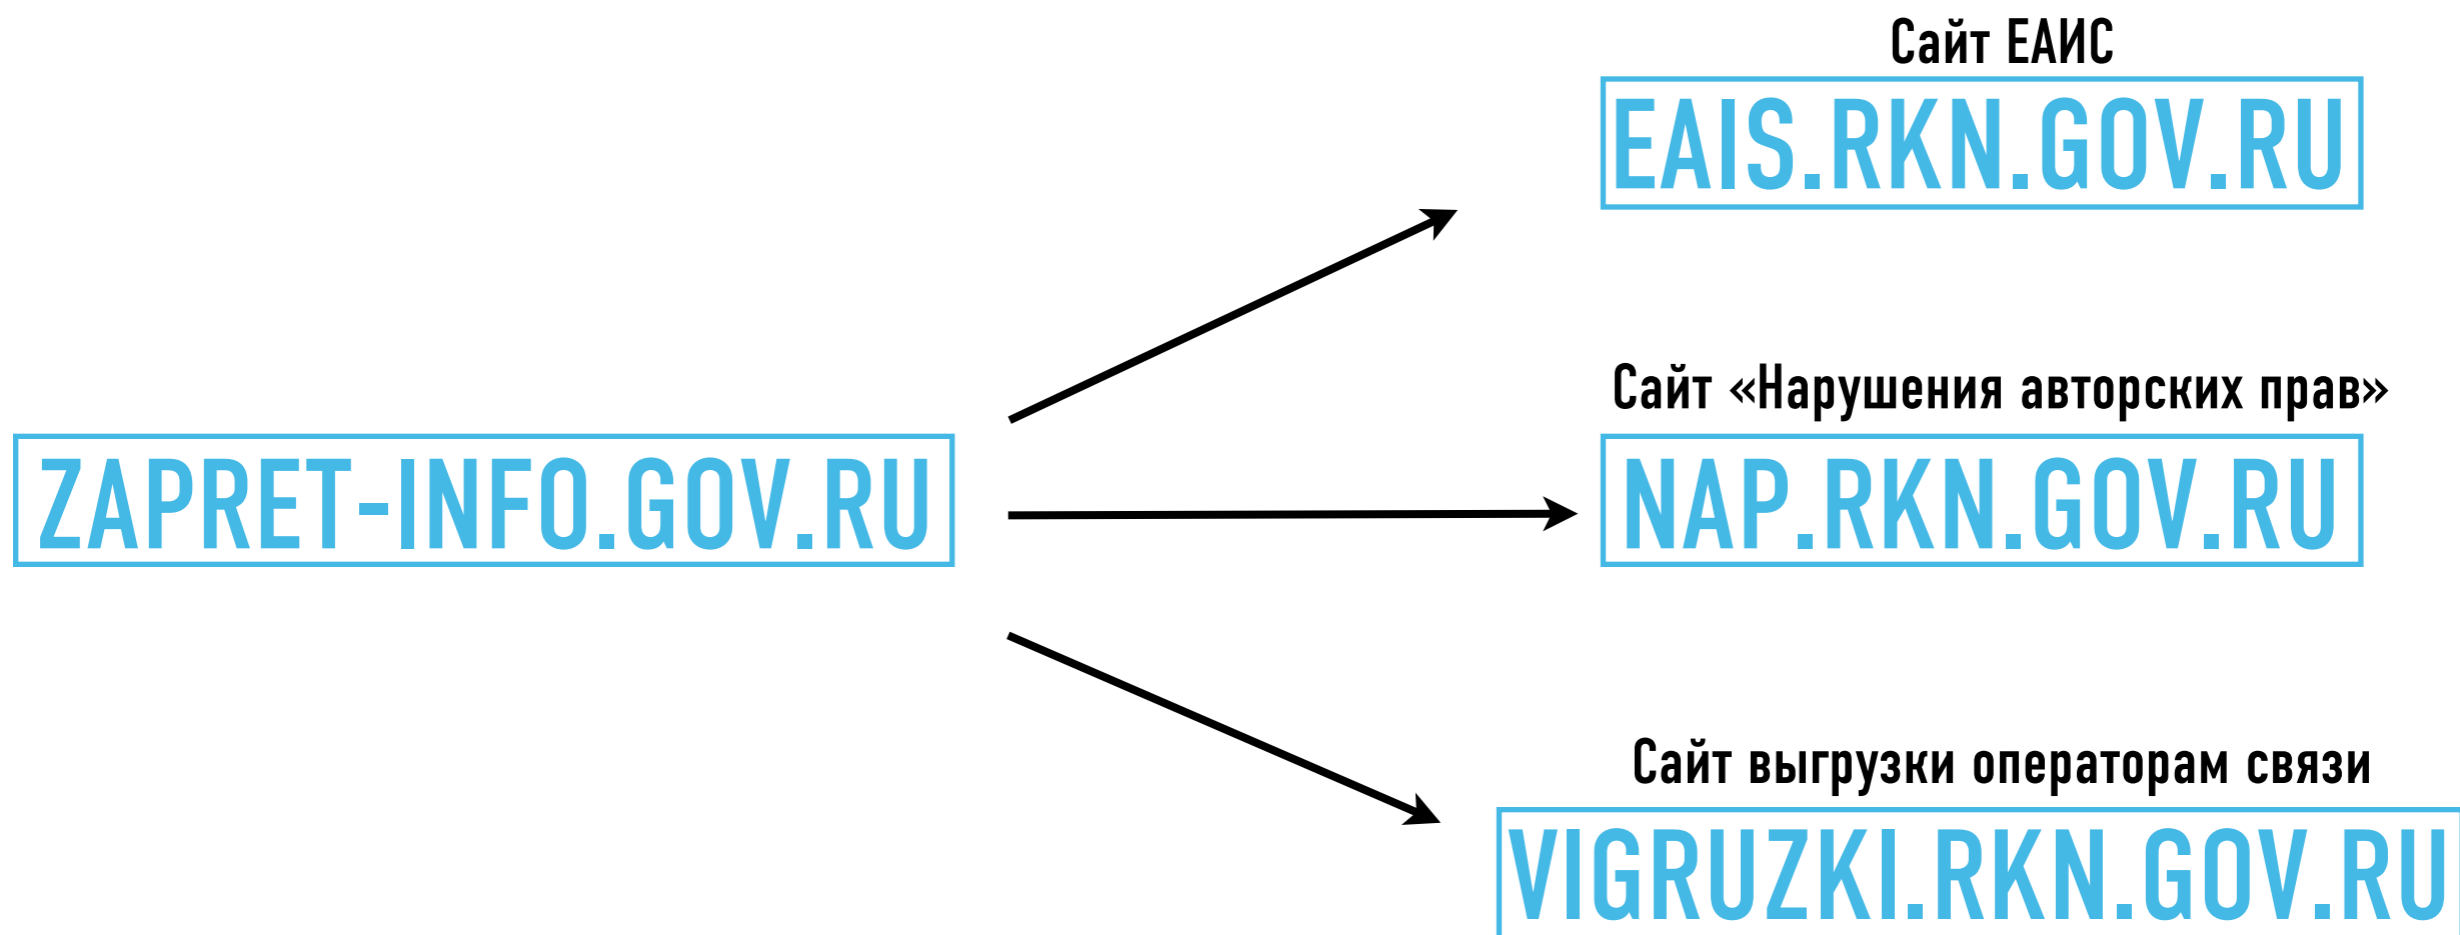 Сайт ЕАИС
EAIS.RKN.GOV.RU
Сайт «Нарушения авторских прав»
ZAPRET-INFO.GOV.RU
NAP.RKN.GOV.RU
Сайт выгрузки операторам связи
VIGRUZKI.RKN.GOV.RU